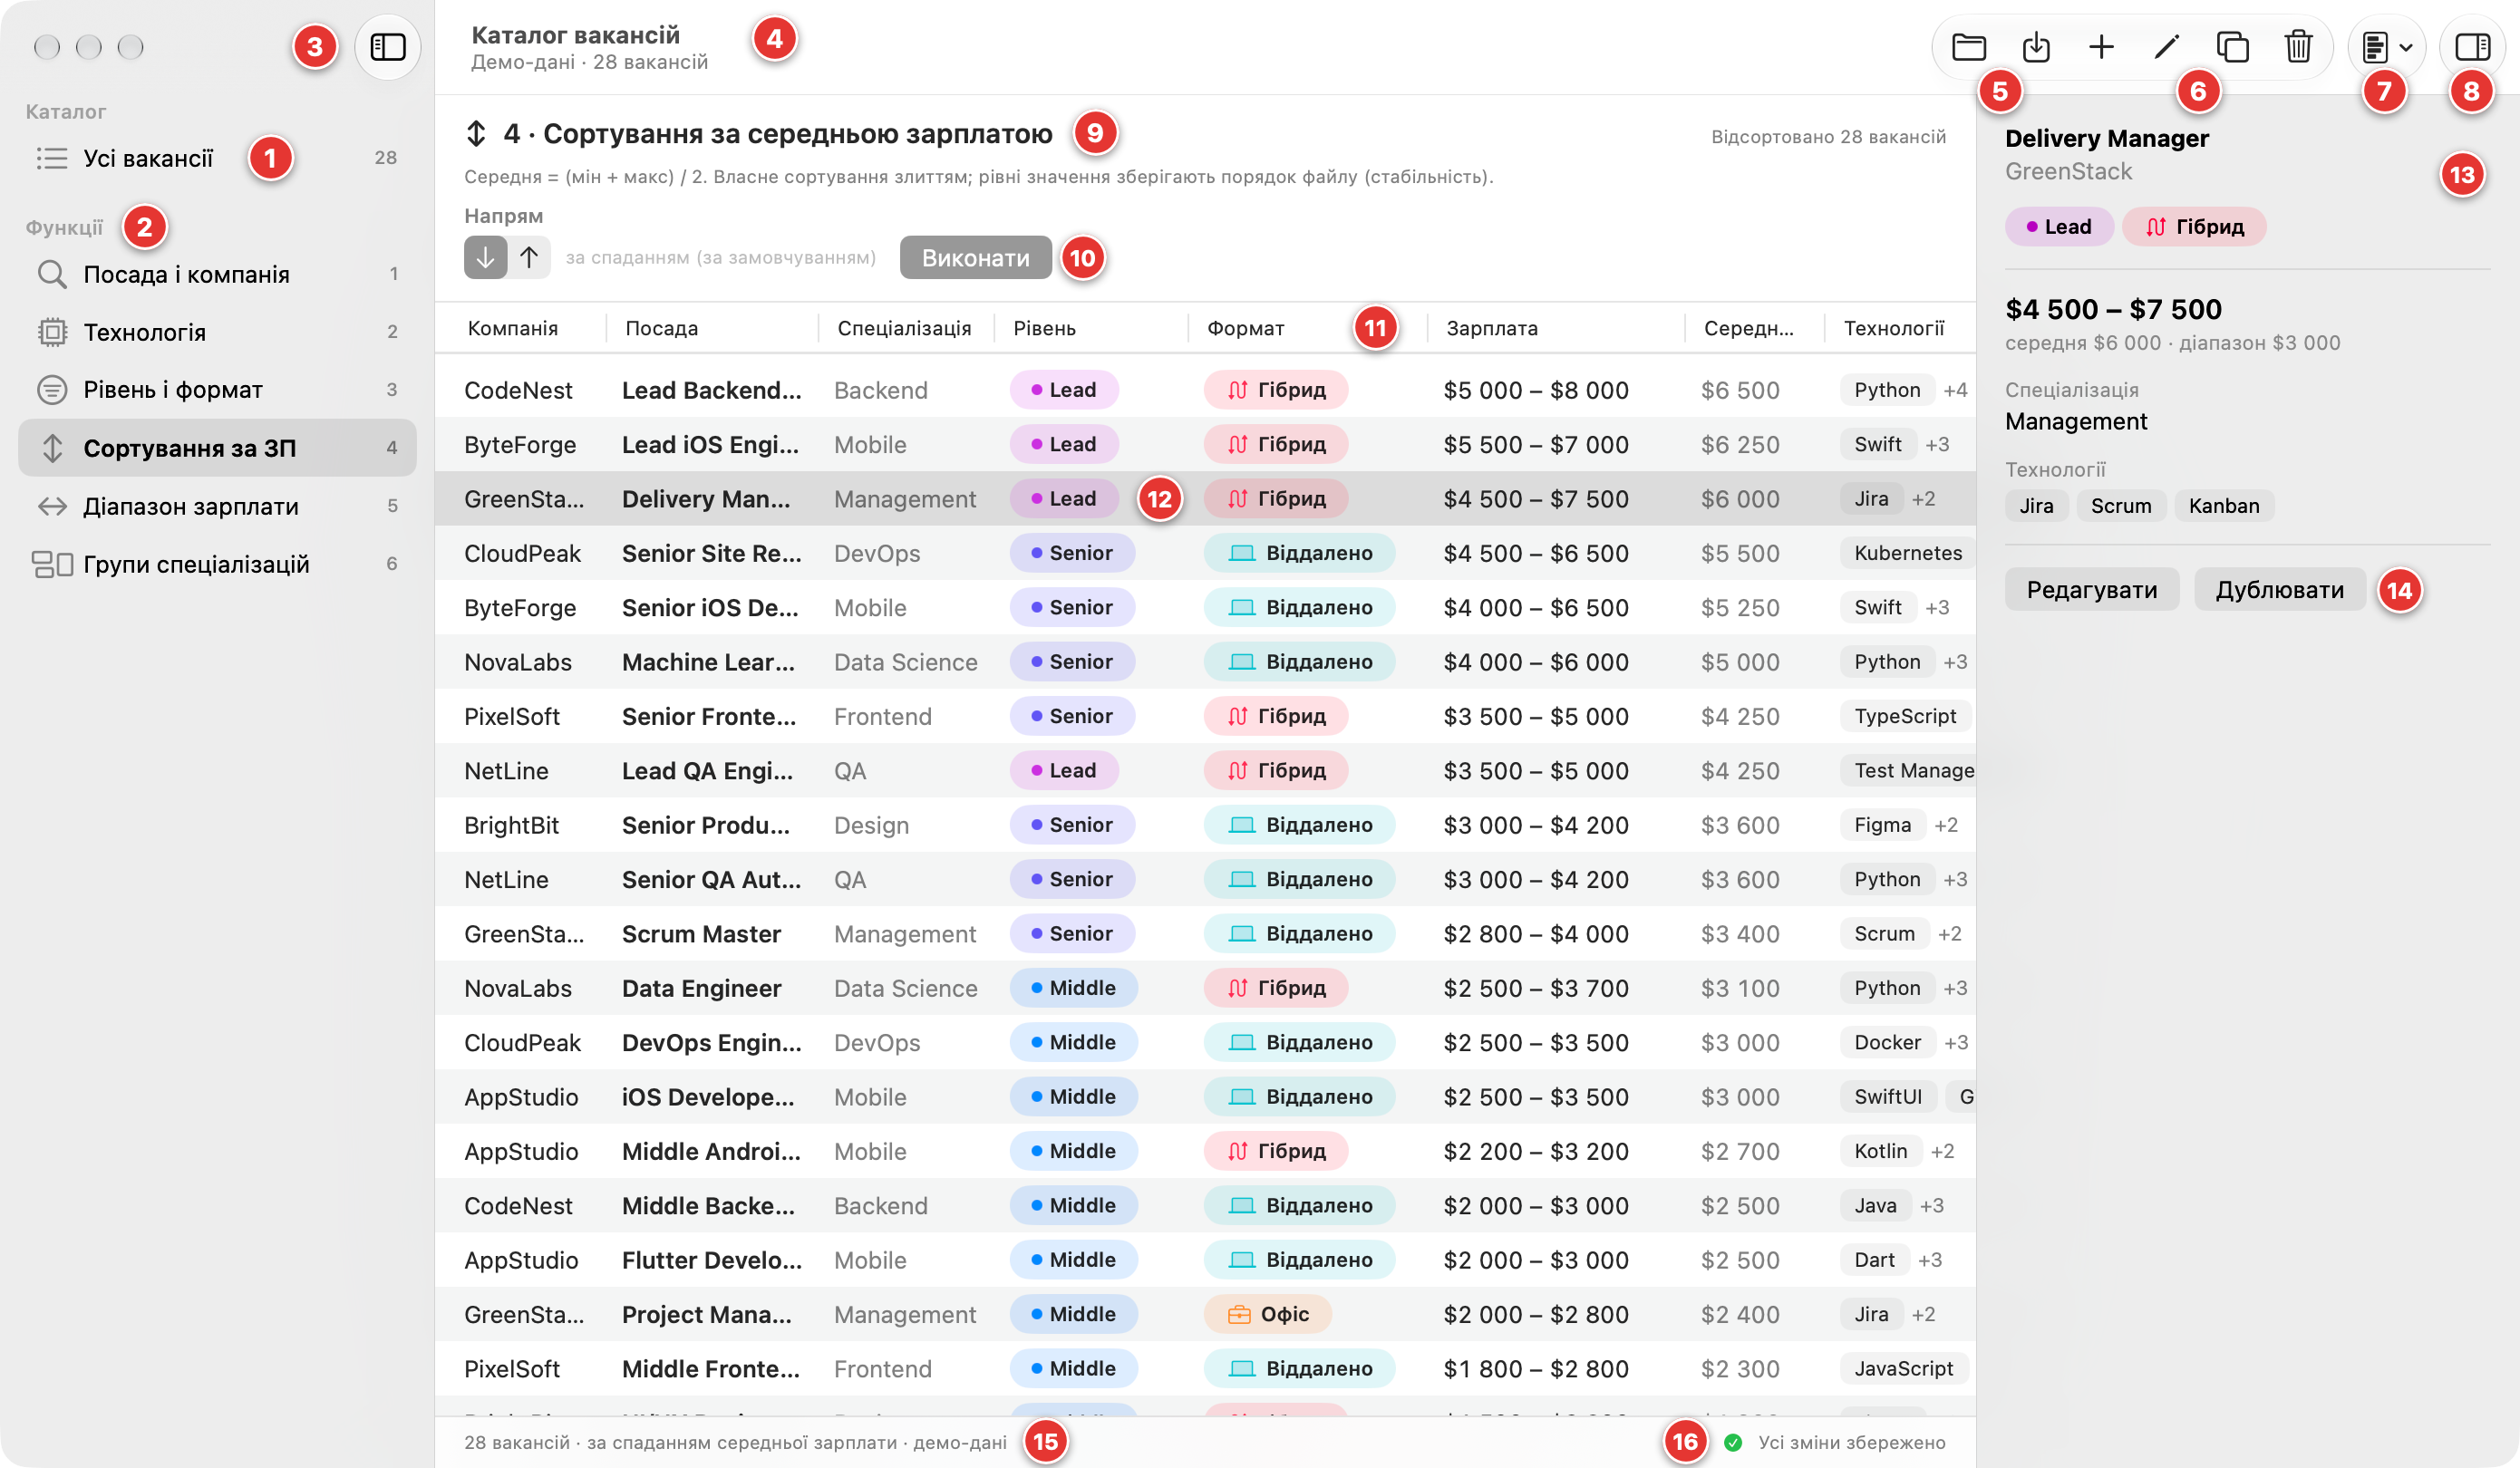 3
Каталог
Усі вакансії 1 28
Функції 2
Посада і компанія 1
Технологія 2
Рівень і формат 3
Сортування за ЗП 4
Діапазон зарплати 5
Групи спеціалізацій 6
Каталог вакансій 4
Демо-дані · 28 вакансій
5 6 7 8
4 · Сортування за середньою зарплатою 9
Відсортовано 28 вакансій
Середня = (мін + макс) / 2. Власне сортування злиттям; рівні значення зберігають порядок файлу (стабільність).
Напрям
за спаданням (за замовчуванням) Виконати 10
Компанія Посада Спеціалізація Рівень Формат 11 Зарплата Середн... Технології
CodeNest Lead Backend... Backend Lead Гібрид $5 000 – $8 000 $6 500 Python +4
ByteForge Lead iOS Engi... Mobile Lead Гібрид $5 500 – $7 000 $6 250 Swift +3
GreenSta... Delivery Man... Management Lead 12 Гібрид $4 500 – $7 500 $6 000 Jira +2
CloudPeak Senior Site Re... DevOps Senior Віддалено $4 500 – $6 500 $5 500 Kubernetes
ByteForge Senior iOS De... Mobile Senior Віддалено $4 000 – $6 500 $5 250 Swift +3
NovaLabs Machine Lear... Data Science Senior Віддалено $4 000 – $6 000 $5 000 Python +3
PixelSoft Senior Fronte... Frontend Senior Гібрид $3 500 – $5 000 $4 250 TypeScript
NetLine Lead QA Engi... QA Lead Гібрид $3 500 – $5 000 $4 250 Test Manage
BrightBit Senior Produ... Design Senior Віддалено $3 000 – $4 200 $3 600 Figma +2
NetLine Senior QA Aut... QA Senior Віддалено $3 000 – $4 200 $3 600 Python +3
GreenSta... Scrum Master Management Senior Віддалено $2 800 – $4 000 $3 400 Scrum +2
NovaLabs Data Engineer Data Science Middle Гібрид $2 500 – $3 700 $3 100 Python +3
CloudPeak DevOps Engin... DevOps Middle Віддалено $2 500 – $3 500 $3 000 Docker +3
AppStudio iOS Develope... Mobile Middle Віддалено $2 500 – $3 500 $3 000 SwiftUI G
AppStudio Middle Androi... Mobile Middle Гібрид $2 200 – $3 200 $2 700 Kotlin +2
CodeNest Middle Backe... Backend Middle Віддалено $2 000 – $3 000 $2 500 Java +3
AppStudio Flutter Develo... Mobile Middle Віддалено $2 000 – $3 000 $2 500 Dart +3
GreenSta... Project Mana... Management Middle Офіс $2 000 – $2 800 $2 400 Jira +2
PixelSoft Middle Fronte... Frontend Middle Віддалено $1 800 – $2 800 $2 300 JavaScript
28 вакансій · за спаданням середньої зарплати · демо-дані 15
16 Усі зміни збережено
Delivery Manager
GreenStack
13
Lead Гібрид
$4 500 – $7 500
середня $6 000 · діапазон $3 000
Спеціалізація
Management
Технології
Jira Scrum Kanban
Редагувати Дублювати 14